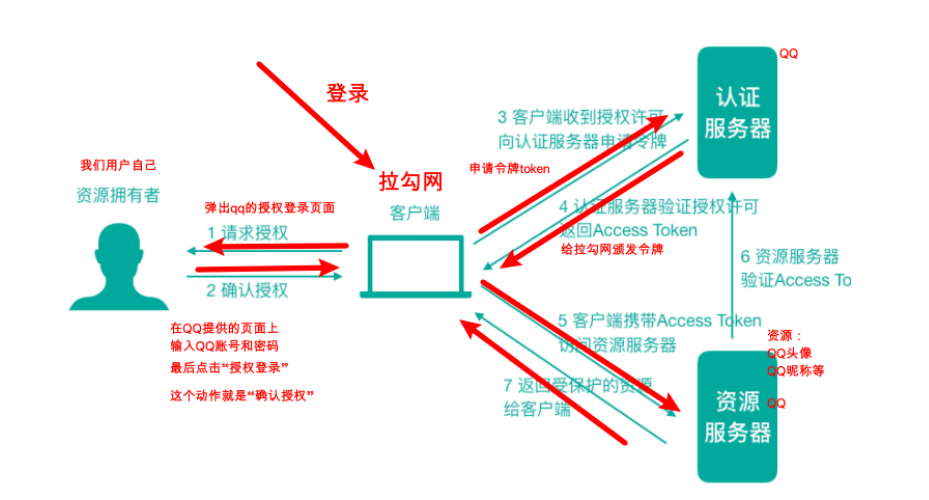 QQ
登录
认证
服务器
3 客户端收到授权许可
向认证服务器申请令牌
申请令牌token
我们用户自己
资源拥有者
拉勾网
客户端
弹出qq的授权登录页面
1 请求授权
2 确认授权
4 认证服务器验证授权许可
返回Access Token
给拉勾网颁发令牌
6 资源服务器
验证Access To
在QQ提供的页面上
输入QQ账号和密码
最后点击“授权登录”
这个动作就是“确认授权”
5 客户端携带Access Token
访问资源服务器
7 返回受保护的资源
给客户端
资源：
QQ头像
QQ昵称等
QQ
资源
服务器